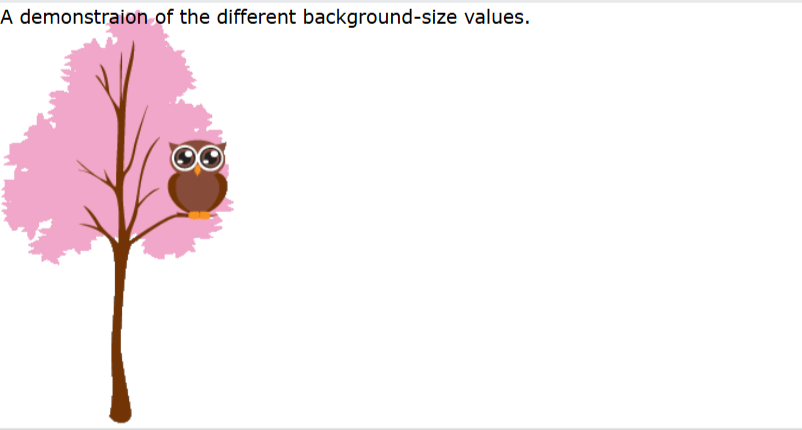 A demonstraion of the different background-size values.